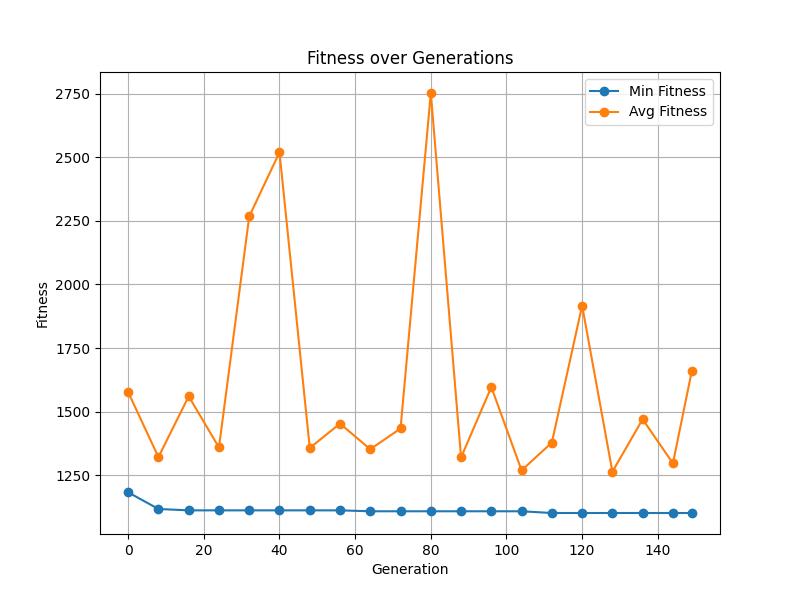 Fitness over Generations
Min Fitness
Avg Fitness
2750
2500
2250
2000
1750
1500
1250
Fitness
0 20 40 60 80 100 120 140
Generation